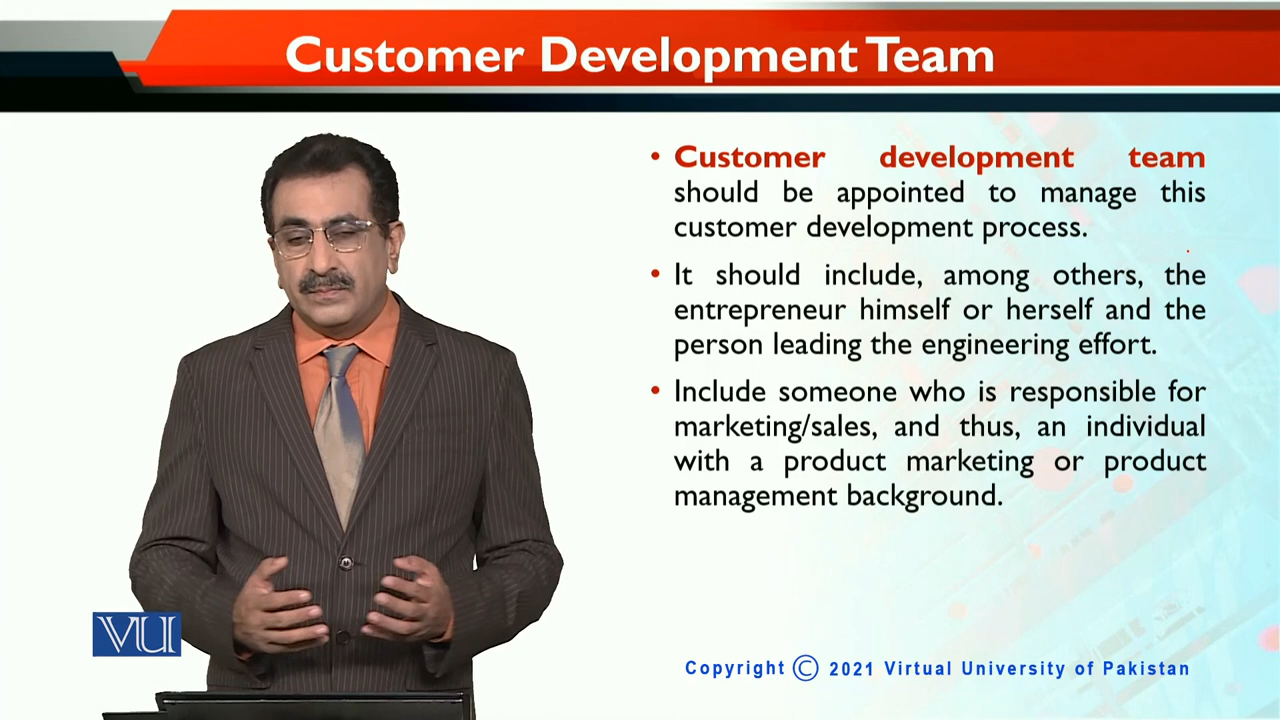 Customer Development Team
• Customer development team
should be appointed to manage this
customer development process.
• It should include, among others, the
entrepreneur himself or herself and the
person leading the engineering effort.
• Include someone who is responsible for
marketing/sales, and thus, an individual
with a product marketing or product
management background.
VU
Copyright © 2021 Virtual University of Pakistan